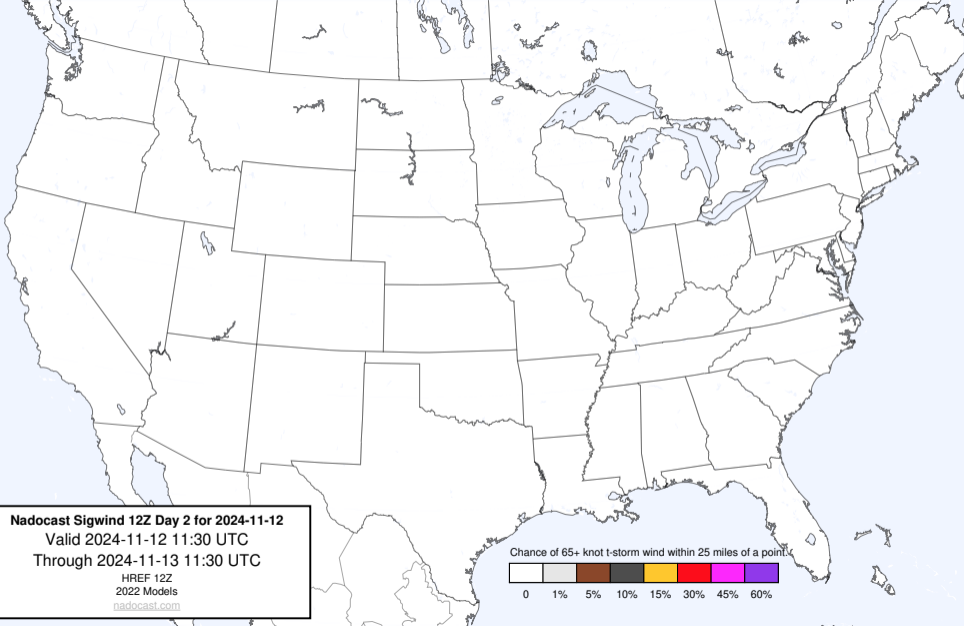 Nadocast Sigwind 12Z Day 2 for 2024-11-12
Valid 2024-11-12 11:30 UTC
Through 2024-11-13 11:30 UTC
HREF 12Z
2022 Models
nadocast.com
Chance of 65+ knot t-storm wind within 25 miles of a point.
0 1% 5% 10% 15% 30% 45% 60%